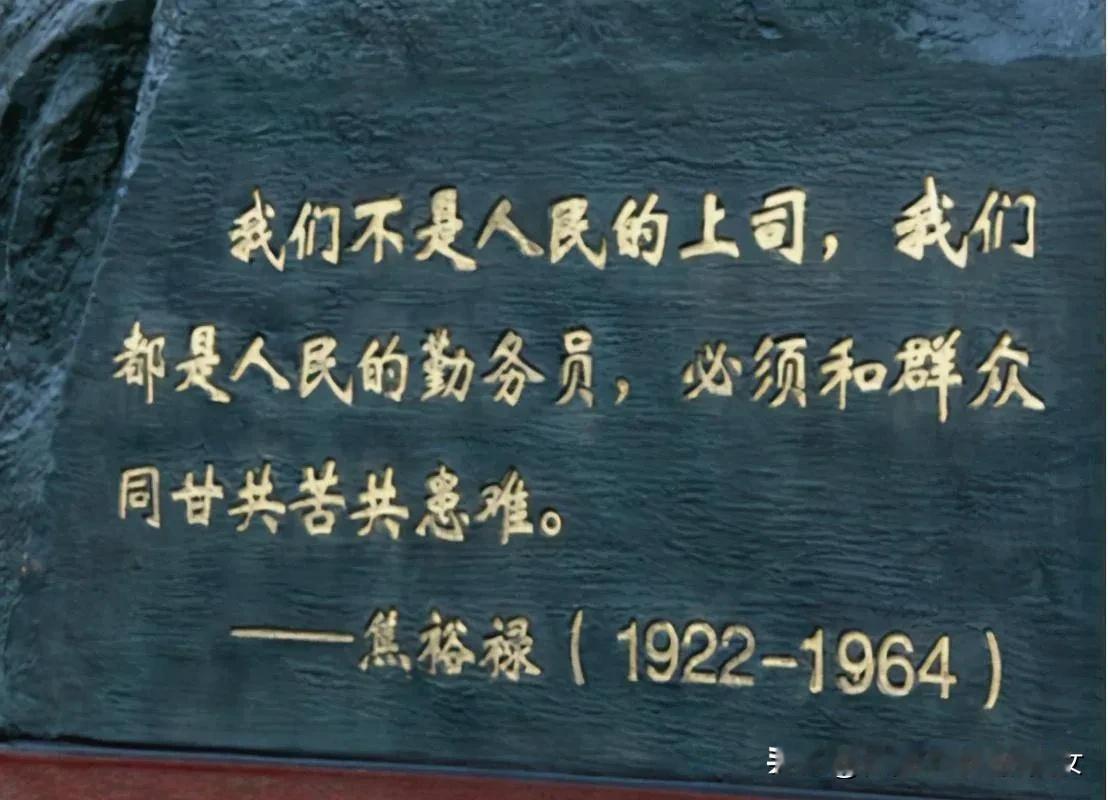 我们不是人民的上司，我们
都是人民的勤务员，必须和群众
同甘共苦共患难。
——焦裕禄（1922-1964）